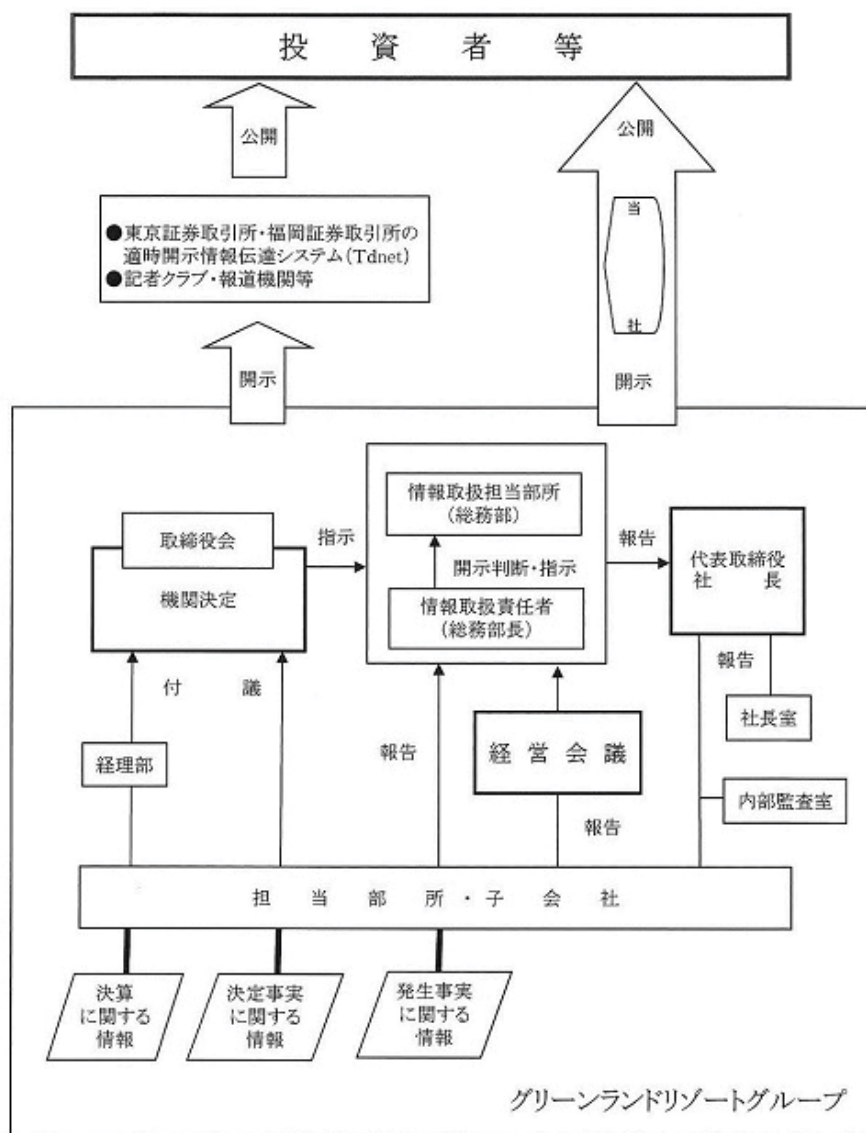 投資者等
公開
公開
●東京証券取引所・福岡証券取引所の
適時開示情報伝達システム(Tdnet)
●記者クラブ・報道機関等
当
社
開示
開示
取締役会
機関決定
指示
情報取扱担当部所
(総務部)
開示判断・指示
情報取扱責任者
(総務部長)
報告
代表取締役
社長
付議
報告
経営会議
報告
社長室
経理部
報告
内部監査室
担当部所・子会社
決算
に関する
情報
決定事実
に関する
情報
発生事実
に関する
情報
グリーンランドリゾートグループ